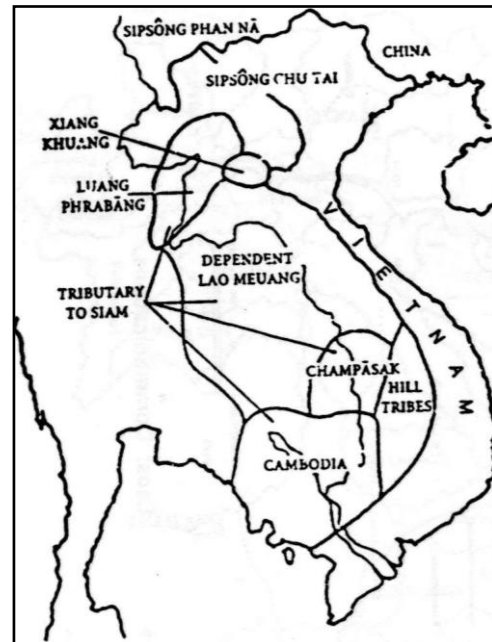 SIPSÔNG PHAN NĀ
CHINA
SIPSÔNG CHU TAI
XIANG
KHUANG
LUANG
PHRABĀNG
DEPENDENT
LAO MEUANG
VIETNAM
TRIBUTARY
TO SIAM
CHAMPĀSAK
HILL
TRIBES
CAMBODIA